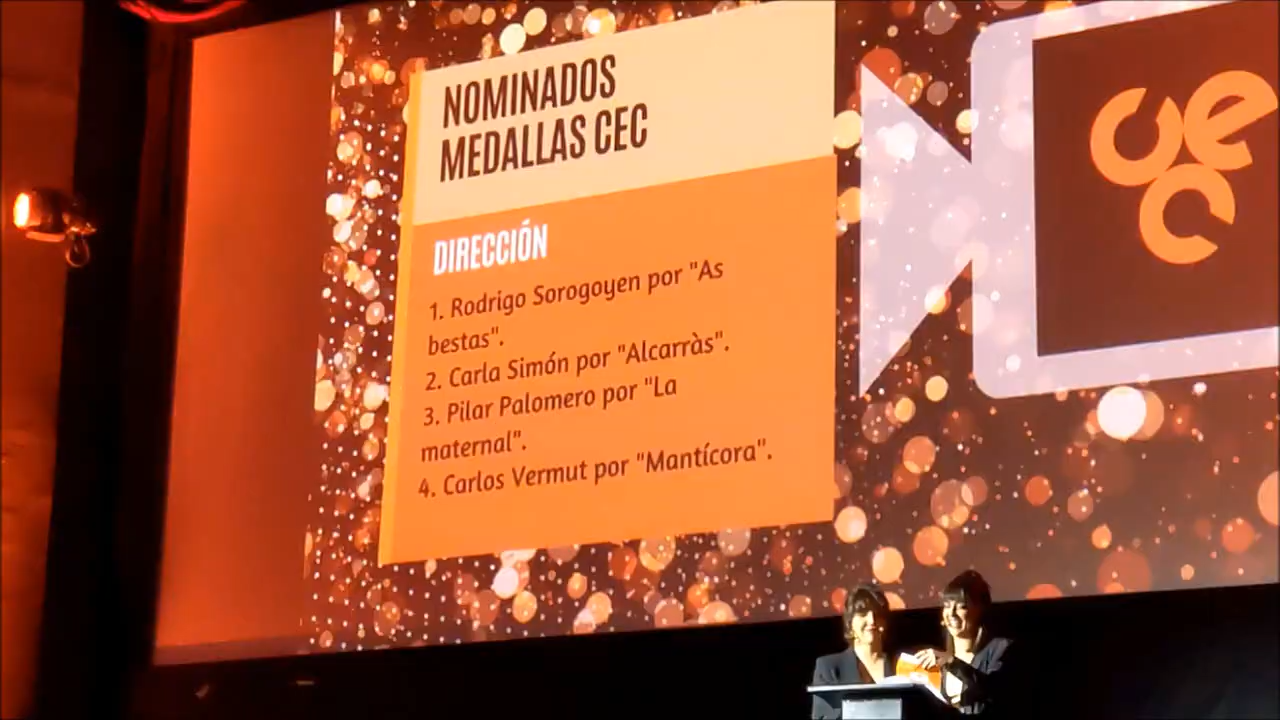 NOMINADOS
MEDALLAS CEC
DIRECCIÓN
1. Rodrigo Sorogoyen por "As
bestas".
2. Carla Simón por "Alcarràs".
3. Pilar Palomero por "La
maternal".
4. Carlos Vermut por "Mantícora".
cec